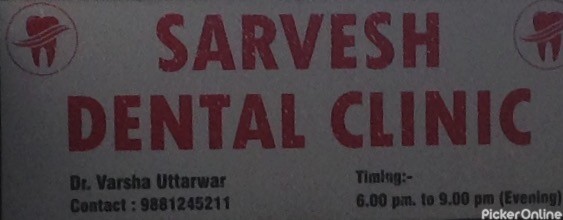 SARVESH
DENTAL CLINIC
Dr. Varsha Uttarwar
Contact : 9881245211
Timing:-
6.00 pm. to 9.00 pm (Evening)
PickerOnline